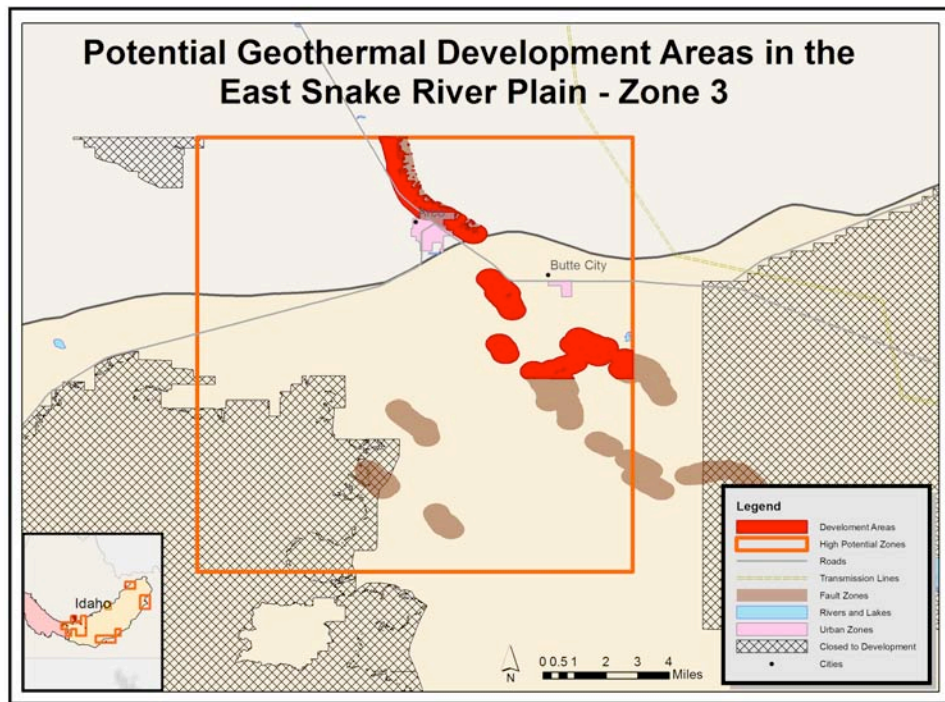 Potential Geothermal Development Areas in the
East Snake River Plain - Zone 3
Butte City
Legend
Develoment Areas
High Potential Zones
Roads
Transmission Lines
Fault Zones
Rivers and Lakes
Urban Zones
Closed to Development
Cities
Idaho
N
0 0.5 1 2 3 4
Miles